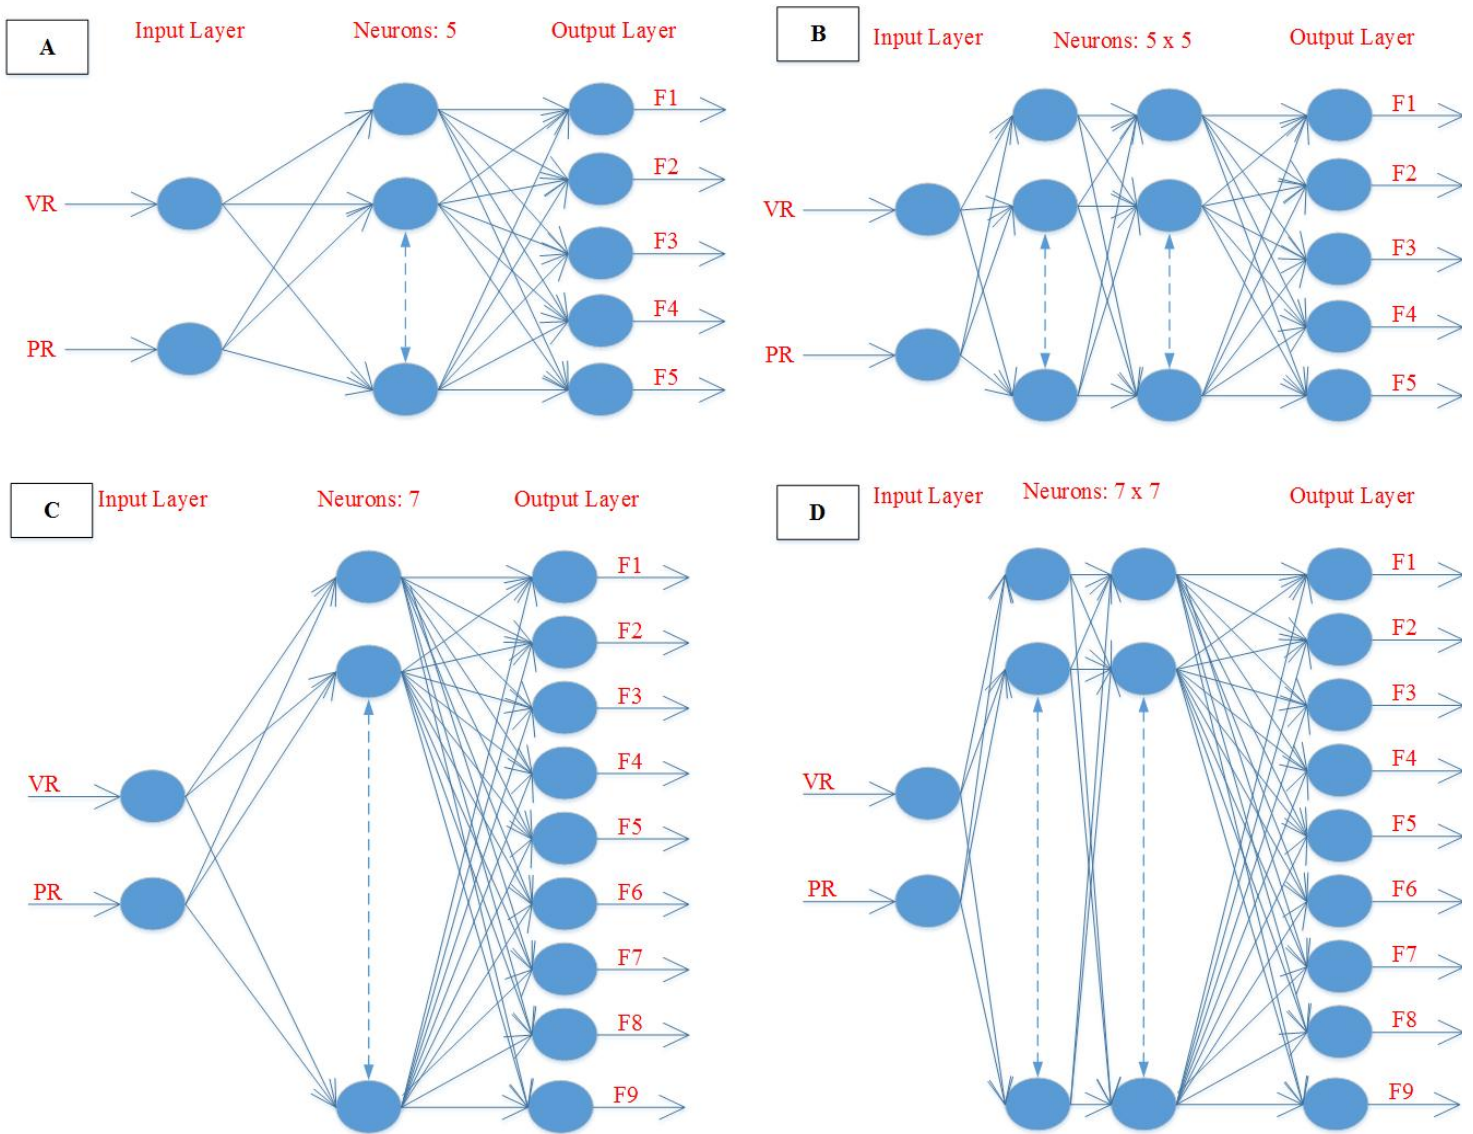 A
Input Layer
Neurons: 5
Output Layer
VR
PR
F1
F2
F3
F4
F5
B
Input Layer
Neurons: 5 x 5
Output Layer
VR
PR
F1
F2
F3
F4
F5
C
Input Layer
Neurons: 7
Output Layer
VR
PR
F1
F2
F3
F4
F5
F6
F7
F8
F9
D
Input Layer
Neurons: 7 x 7
Output Layer
VR
PR
F1
F2
F3
F4
F5
F6
F7
F8
F9